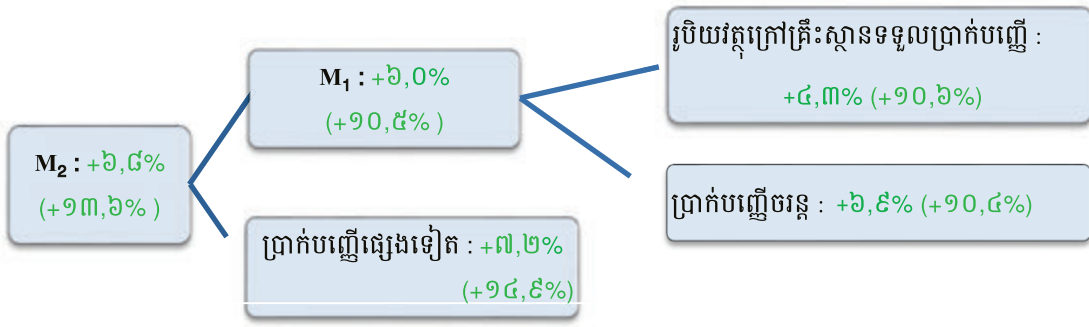 M₂ : +៦,៨%
(+១៣,៦% )
M₁ : +៦,០%
(+១០,៥% )
ប្រាក់បញ្ញើផ្សេងទៀត : +៧,២%
(+១៤,៩%)
រូបិយវត្ថុក្រៅគ្រឹះស្ថានទទួលប្រាក់បញ្ញើ :
+៤,៣% (+១០,៦%)
ប្រាក់បញ្ញើចរន្ត : +៦,៩% (+១០,៤%)